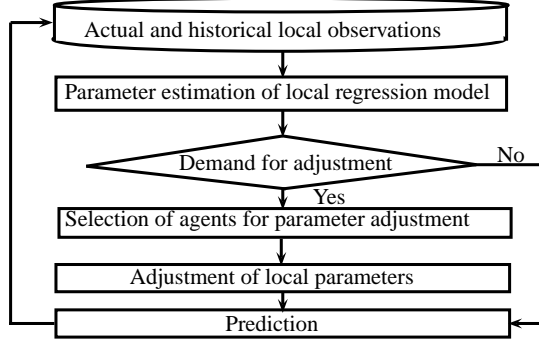 Actual and historical local observations
Parameter estimation of local regression model
Demand for adjustment
No
Yes
Selection of agents for parameter adjustment
Adjustment of local parameters
Prediction